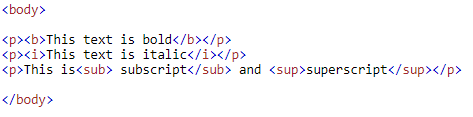 <body>
<p><b>This text is bold</b></p>
<p><i>This text is italic</i></p>
<p>This is<sub> subscript</sub> and <sup>superscript</sup></p>
</body>